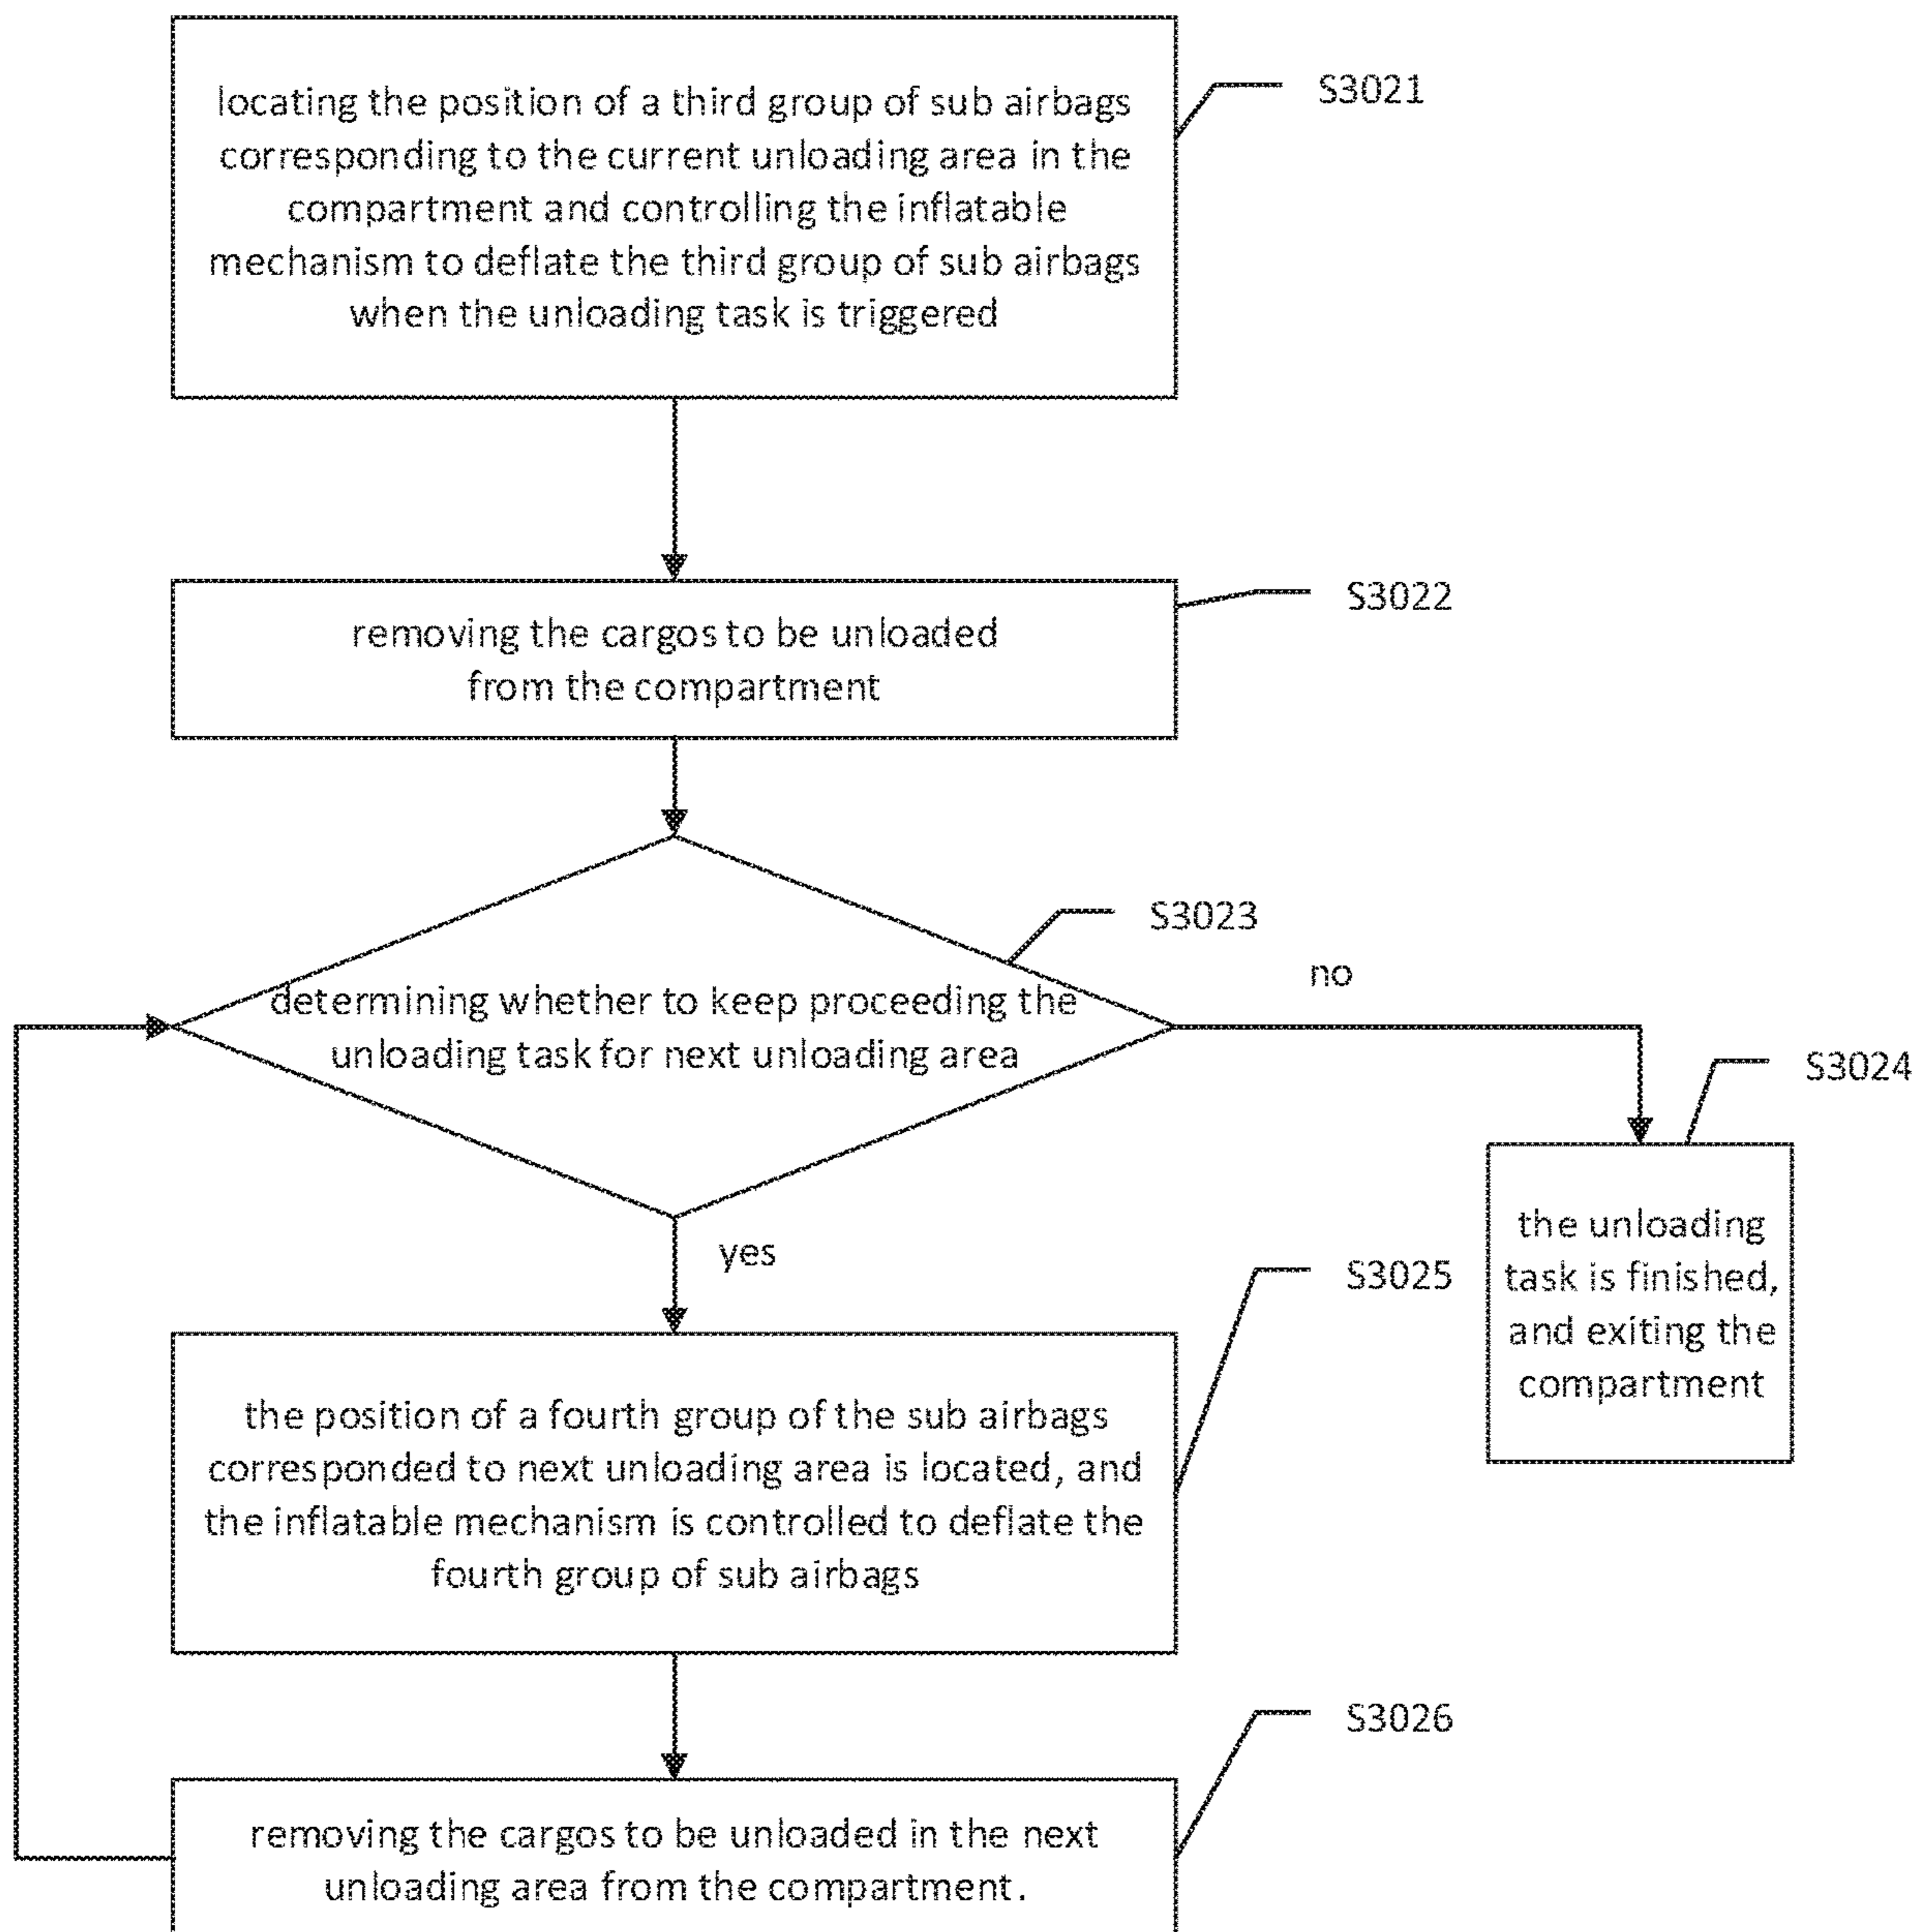 locating the position of a third group of sub airbags
corresponding to the current unloading area in the
compartment and controlling the inflatable
mechanism to deflate the third group of sub airbags
when the unloading task is triggered
S3021
removing the cargos to be unloaded
from the compartment
S3022
S3023
determining whether to keep proceeding the
unloading task for next unloading area
no
S3024
the unloading
task is finished,
and exiting the
compartment
yes
S3025
the position of a fourth group of the sub airbags
corresponded to next unloading area is located, and
the inflatable mechanism is controlled to deflate the
fourth group of sub airbags
S3026
removing the cargos to be unloaded in the next
unloading area from the compartment.